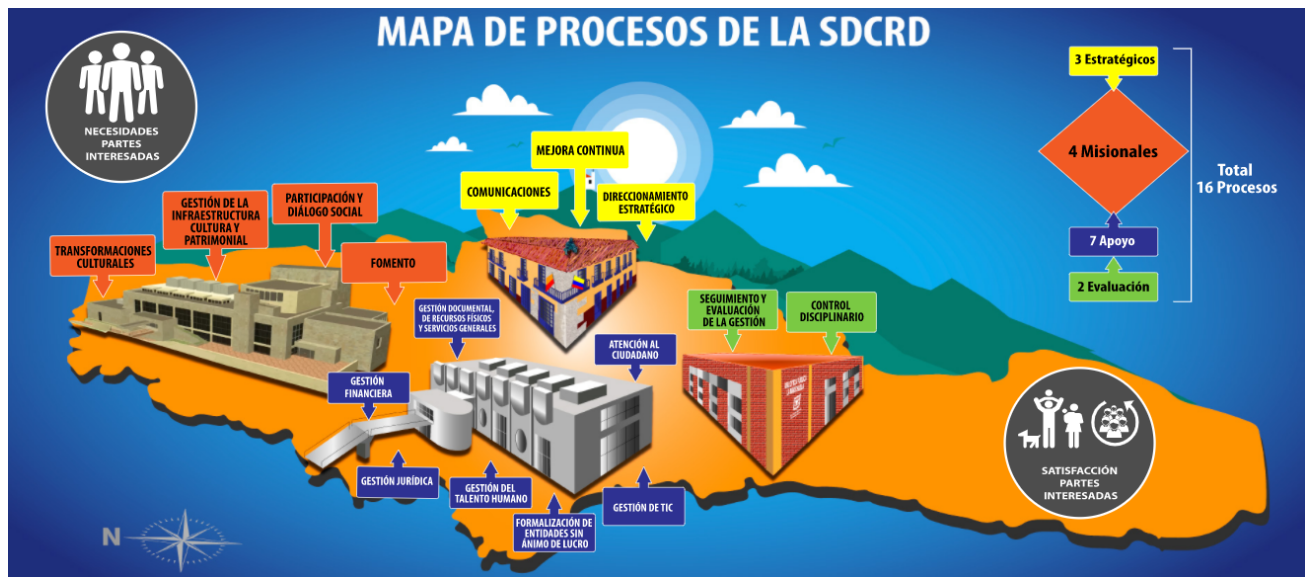 MAPA DE PROCESOS DE LA SDCRD
NECESIDADES
PARTES
INTERESADAS
3 Estratégicos
4 Misionales
Total
16 Procesos
7 Apoyo
2 Evaluación
MEJORA CONTINUA
COMUNICACIONES
DIRECCIONAMIENTO
ESTRATÉGICO
PARTICIPACIÓN Y
DIÁLOGO SOCIAL
GESTIÓN DE LA
INFRAESTRUCTURA
CULTURA Y
PATRIMONIAL
TRANSFORMACIONES
CULTURALES
FOMENTO
GESTIÓN DOCUMENTAL,
DE RECURSOS FÍSICOS
Y SERVICIOS GENERALES
SEGUIMIENTO Y
EVALUACIÓN
DE LA GESTIÓN
CONTROL
DISCIPLINARIO
ATENCIÓN AL
CIUDADANO
GESTIÓN
FINANCIERA
GESTIÓN JURÍDICA
GESTIÓN DEL
TALENTO HUMANO
FORMALIZACIÓN DE
ENTIDADES SIN
ÁNIMO DE LUCRO
GESTIÓN DE TIC
SATISFACCIÓN
PARTES
INTERESADAS
N